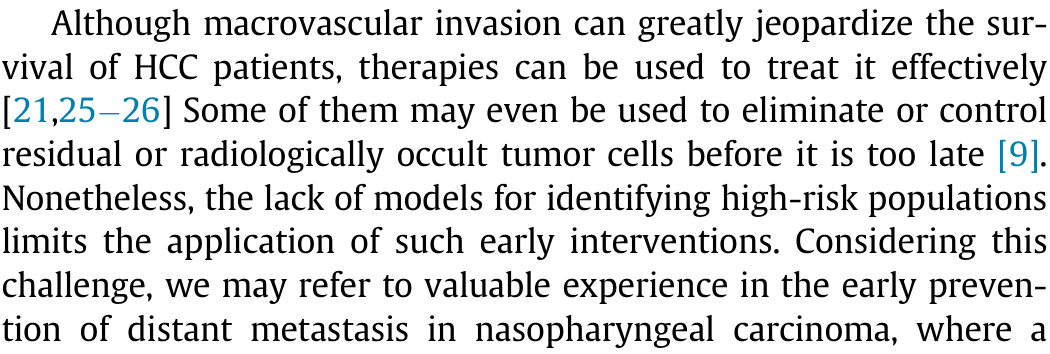 Although macrovascular invasion can greatly jeopardize the sur-
vival of HCC patients, therapies can be used to treat it effectively
[21,25−26] Some of them may even be used to eliminate or control
residual or radiologically occult tumor cells before it is too late [9].
Nonetheless, the lack of models for identifying high-risk populations
limits the application of such early interventions. Considering this
challenge, we may refer to valuable experience in the early preven-
tion of distant metastasis in nasopharyngeal carcinoma, where a